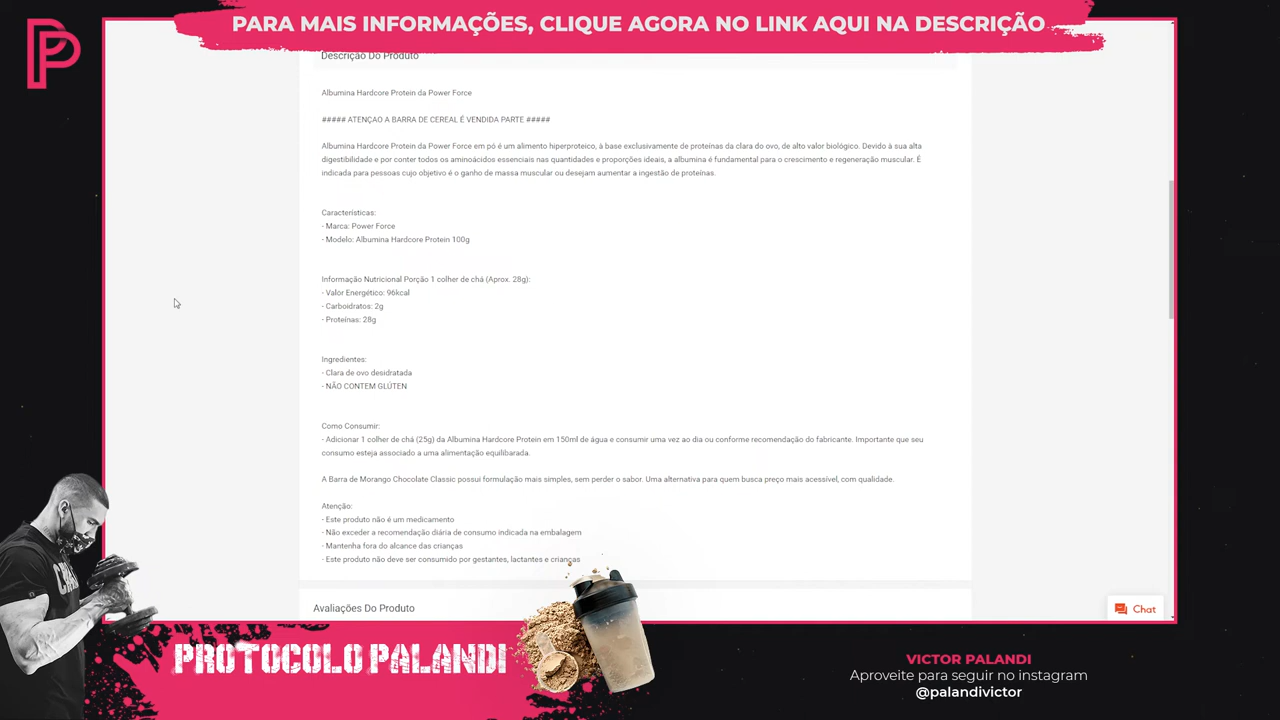 PARA MAIS INFORMAÇÕES, CLIQUE AGORA NO LINK AQUI NA DESCRIÇÃO
Descrição Do Produto
Albumina Hardcore Protein da Power Force
##### ATENÇAO A BARRA DE CEREAL É VENDIDA PARTE #####
Albumina Hardcore Protein da Power Force em pó é um alimento hiperproteico, à base exclusivamente de proteínas da clara do ovo, de alto valor biológico. Devido à sua alta
digestibilidade e por conter todos os aminoácidos essenciais nas quantidades e proporções ideais, a albumina é fundamental para o crescimento e regeneração muscular. É
indicada para pessoas cujo objetivo é o ganho de massa muscular ou desejam aumentar a ingestão de proteínas.
Características:
- Marca: Power Force
- Modelo: Albumina Hardcore Protein 100g
Informação Nutricional Porção 1 colher de chá (Aprox. 28g):
- Valor Energético: 96kcal
- Carboidratos: 2g
- Proteínas: 28g
Ingredientes:
- Clara de ovo desidratada
- NÃO CONTEM GLÚTEN
Como Consumir:
- Adicionar 1 colher de chá (25g) da Albumina Hardcore Protein em 150ml de água e consumir uma vez ao dia ou conforme recomendação do fabricante. Importante que seu
consumo esteja associado a uma alimentação equilibarada.
A Barra de Morango Chocolate Classic possui formulação mais simples, sem perder o sabor. Uma alternativa para quem busca preço mais acessível, com qualidade.
Atenção:
- Este produto não é um medicamento
- Não exceder a recomendação diária de consumo indicada na embalagem
- Mantenha fora do alcance das crianças
- Este produto não deve ser consumido por gestantes, lactantes e crianças
Avaliações Do Produto
Chat
PROTOCOLO PALANDI
VICTOR PALANDI
Aproveite para seguir no instagram
@palandivictor